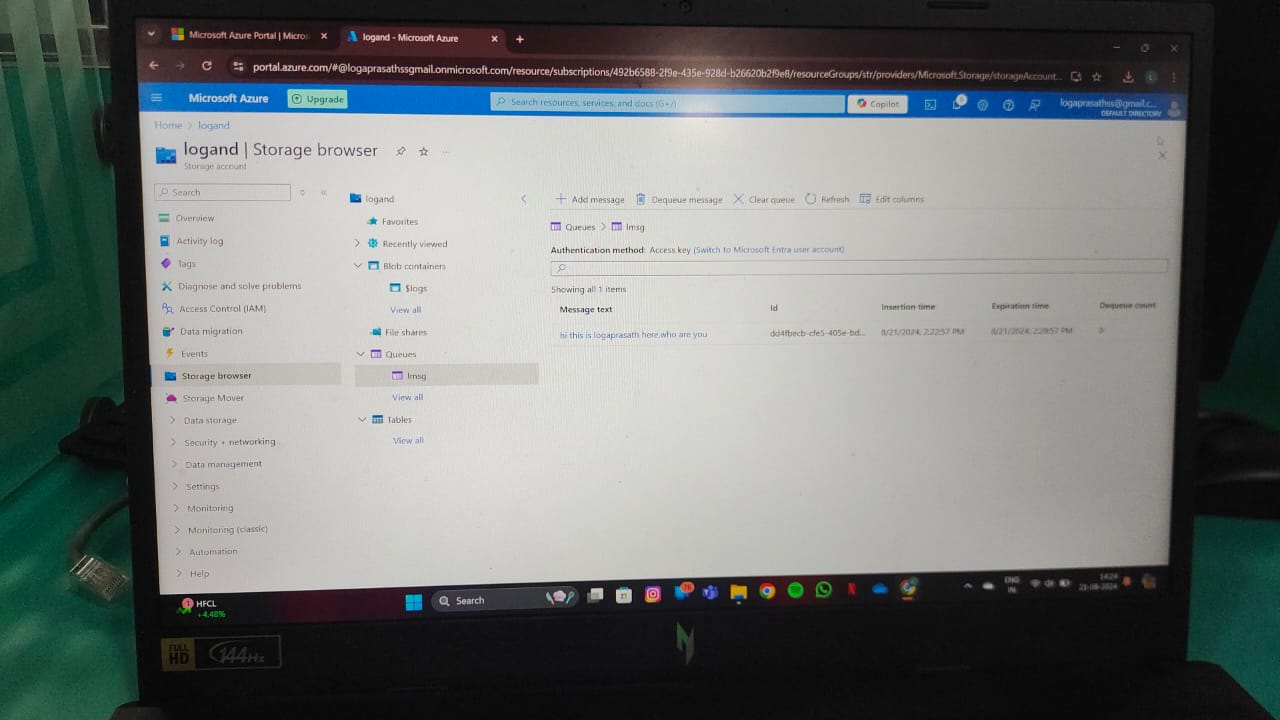 Microsoft Azure Portal | Micros
logand - Microsoft Azure
portal.azure.com/#@logaprasathssgmail.onmicrosoft.com/resource/subscriptions/492b6588-2f9e-435e-928d-b26620b2f9e8/resourceGroups/str/providers/Microsoft.Storage/storageAccount...
Microsoft Azure
Upgrade
Search resources, services, and docs (G+/)
Copilot
1
logaprasathss@gmail.c...
DEFAULT DIRECTORY
Home > logand
logand | Storage browser
Storage account
Search
Overview
Activity log
Tags
Diagnose and solve problems
Access Control (IAM)
Data migration
Events
Storage browser
Storage Mover
Data storage
Security + networking
Data management
Settings
Monitoring
Monitoring (classic)
Automation
Help
logand
Favorites
Recently viewed
Blob containers
$logs
View all
File shares
Queues
lmsg
View all
Tables
View all
Add message
Dequeue message
Clear queue
Refresh
Edit columns
Queues > lmsg
Authentication method: Access key (Switch to Microsoft Entra user account)
Showing all 1 items
Message text Id Insertion time Expiration time Dequeue count
hi this is logaprasath here.who are you dd4fbecb-cfe5-405e-bd... 8/21/2024, 2:22:57 PM 8/21/2024, 2:29:57 PM 0
HFCL
+4.48%
Search
ENG
IN
14:24
21-08-2024
FULL HD
144Hz